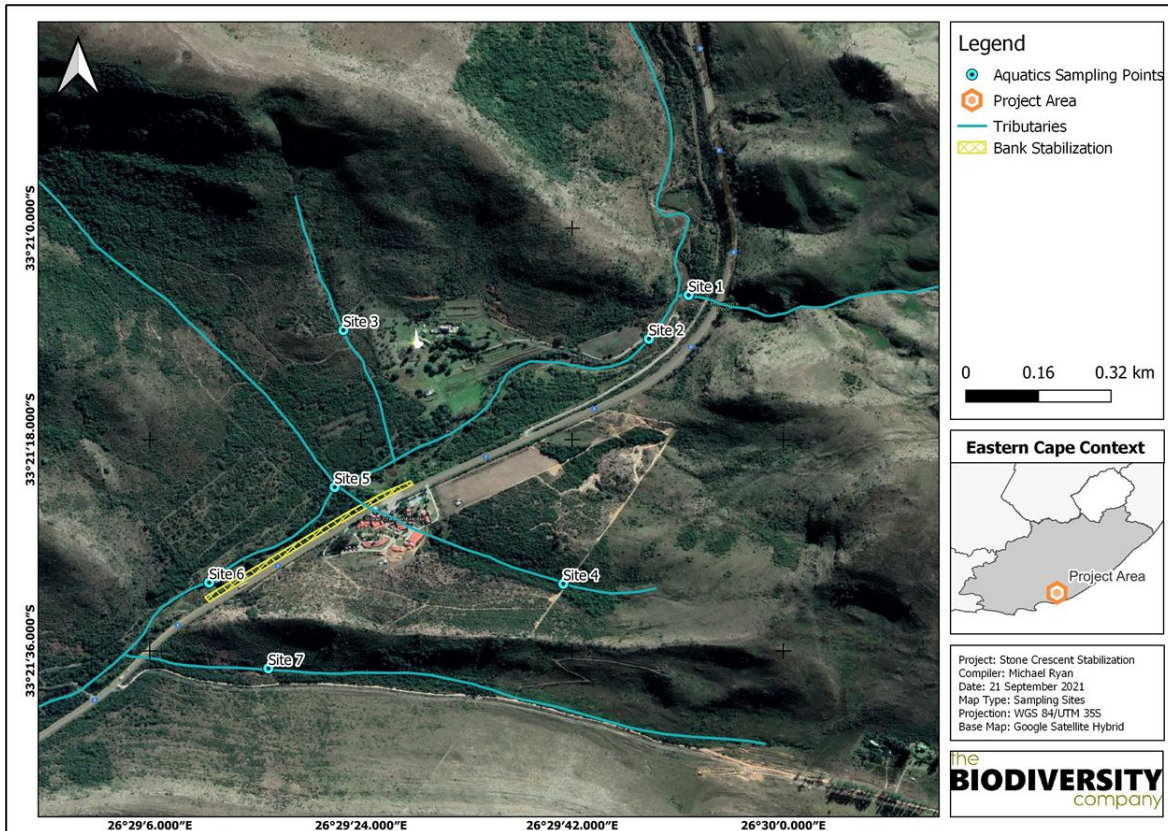 Legend
Aquatics Sampling Points
Project Area
Tributaries
Bank Stabilization
0 0.16 0.32 km
Eastern Cape Context
Project Area
Project: Stone Crescent Stabilization
Compiler: Michael Ryan
Date: 21 September 2021
Map Type: Sampling Sites
Projection: WGS 84/UTM 35S
Base Map: Google Satellite Hybrid
the
BIODIVERSITY
company
Site 1
Site 2
Site 3
Site 5
Site 6
Site 4
Site 7
33°21'0.000"S
33°21'18.000"S
33°21'36.000"S
26°29'6.000"E 26°29'24.000"E 26°29'42.000"E 26°30'0.000"E